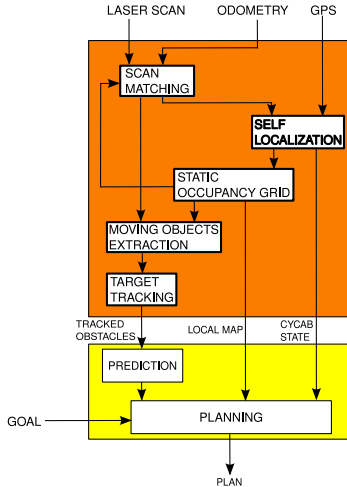 LASER SCAN
ODOMETRY
GPS
SCAN
MATCHING
SELF
LOCALIZATION
STATIC
OCCUPANCY GRID
MOVING OBJECTS
EXTRACTION
TARGET
TRACKING
TRACKED
OBSTACLES
LOCAL MAP
CYCAB
STATE
PREDICTION
GOAL
PLANNING
PLAN